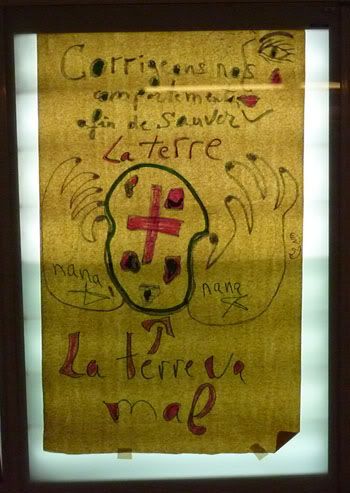 Corrigeons nos
comportements
afin de sauver
La terre
nana
nana
La terre va
mal